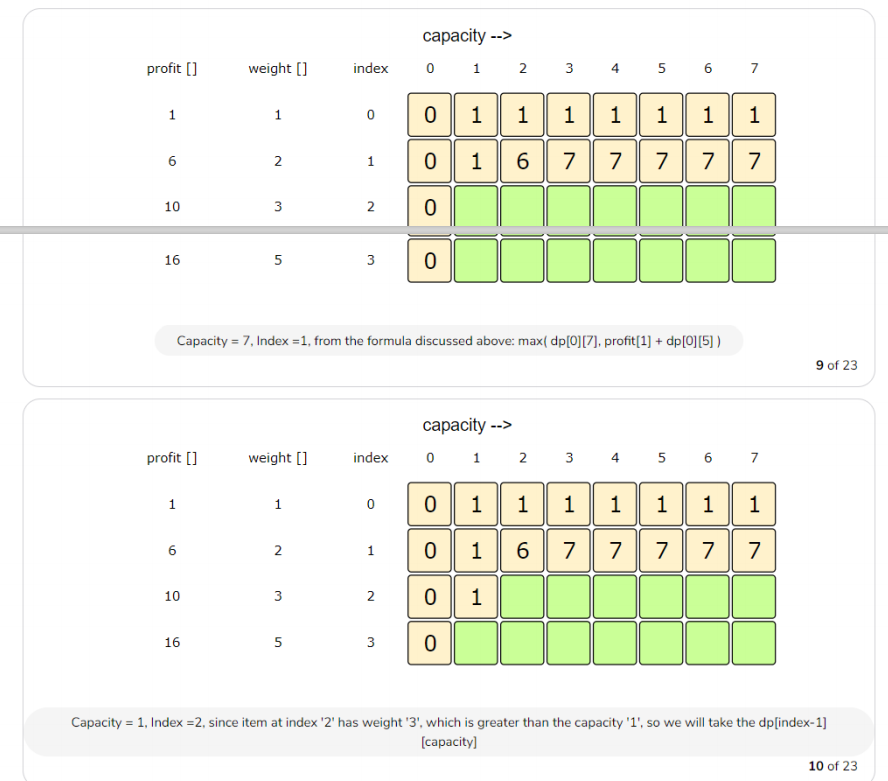 capacity -->
profit [] weight [] index 0 1 2 3 4 5 6 7
1 1 0 0 1 1 1 1 1 1 1
6 2 1 0 1 6 7 7 7 7 7
10 3 2 0
16 5 3 0
Capacity = 7, Index =1, from the formula discussed above: max( dp[0][7], profit[1] + dp[0][5] )
9 of 23
capacity -->
profit [] weight [] index 0 1 2 3 4 5 6 7
1 1 0 0 1 1 1 1 1 1 1
6 2 1 0 1 6 7 7 7 7 7
10 3 2 0 1
16 5 3 0
Capacity = 1, Index =2, since item at index '2' has weight '3', which is greater than the capacity '1', so we will take the dp[index-1]
[capacity]
10 of 23